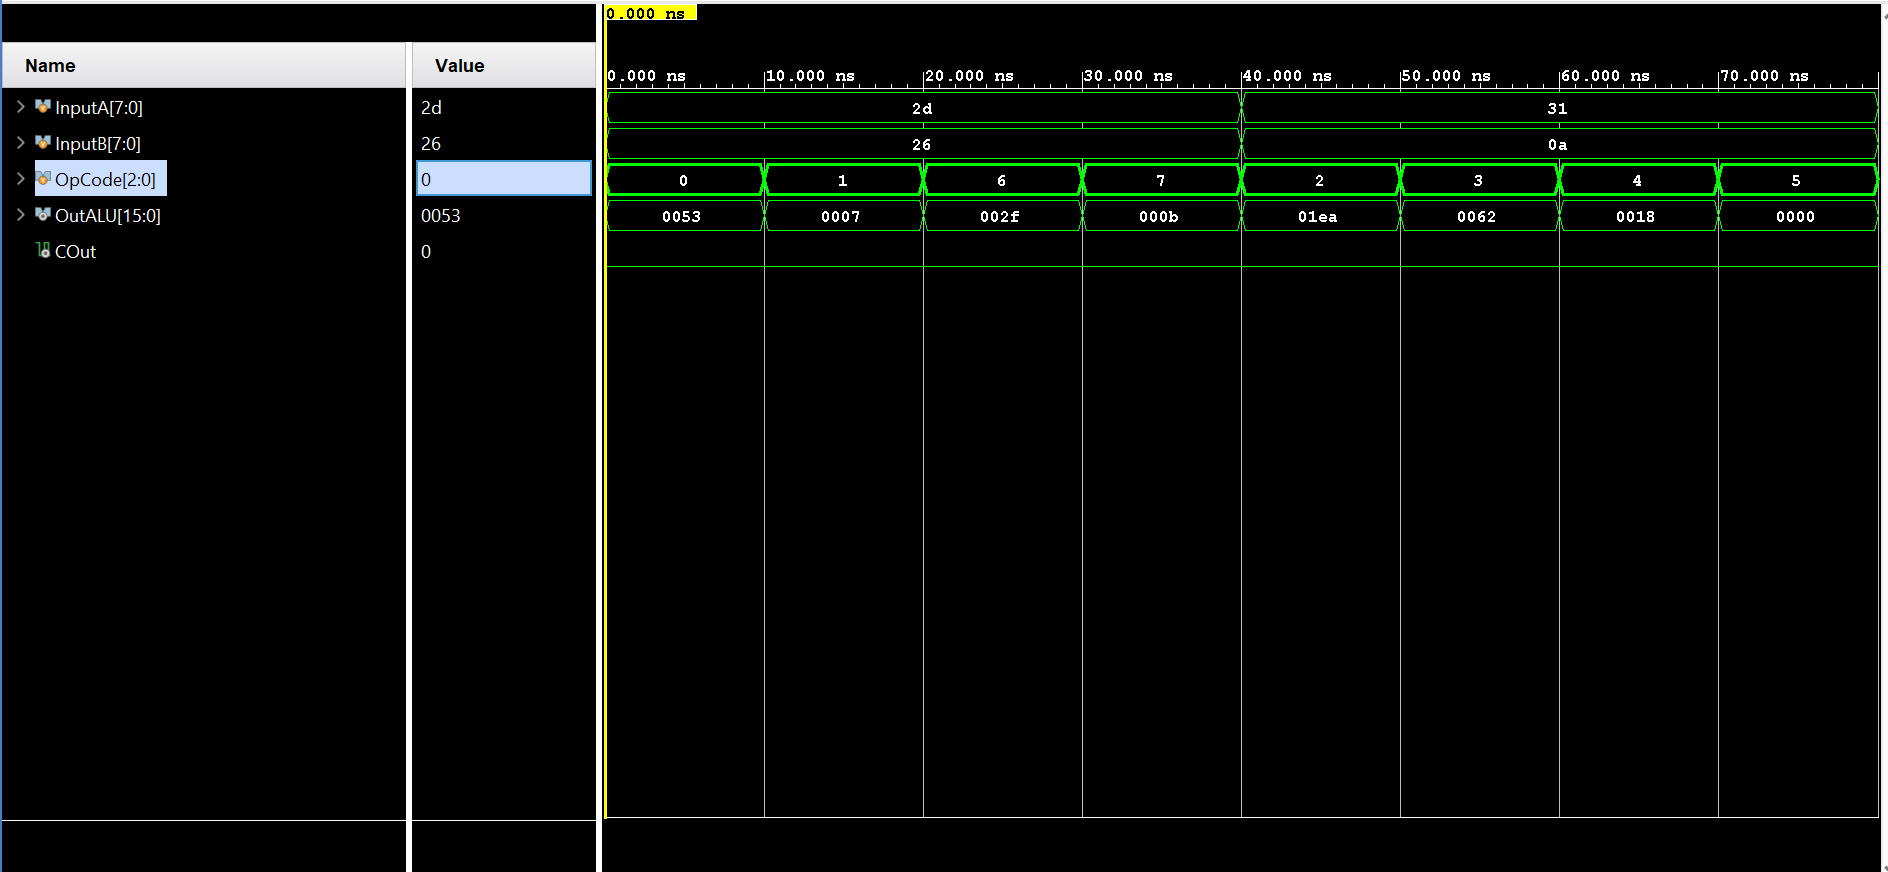 0.000 ns
Name Value
0.000 ns 10.000 ns 20.000 ns 30.000 ns 40.000 ns 50.000 ns 60.000 ns 70.000 ns
InputA[7:0] 2d 2d 31
InputB[7:0] 26 26 0a
OpCode[2:0] 0 0 1 6 7 2 3 4 5
OutALU[15:0] 0053 0053 0007 002f 000b 01ea 0062 0018 0000
COut 0